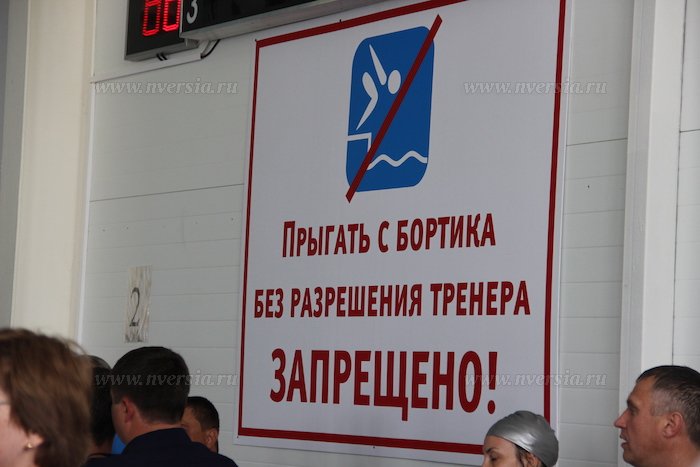 3
www.nversia.ru www.nversia.ru
ПРЫГАТЬ С БОРТИКА
БЕЗ РАЗРЕШЕНИЯ ТРЕНЕРА
ЗАПРЕЩЕНО!
2
www.nversia.ru www.nversia.ru